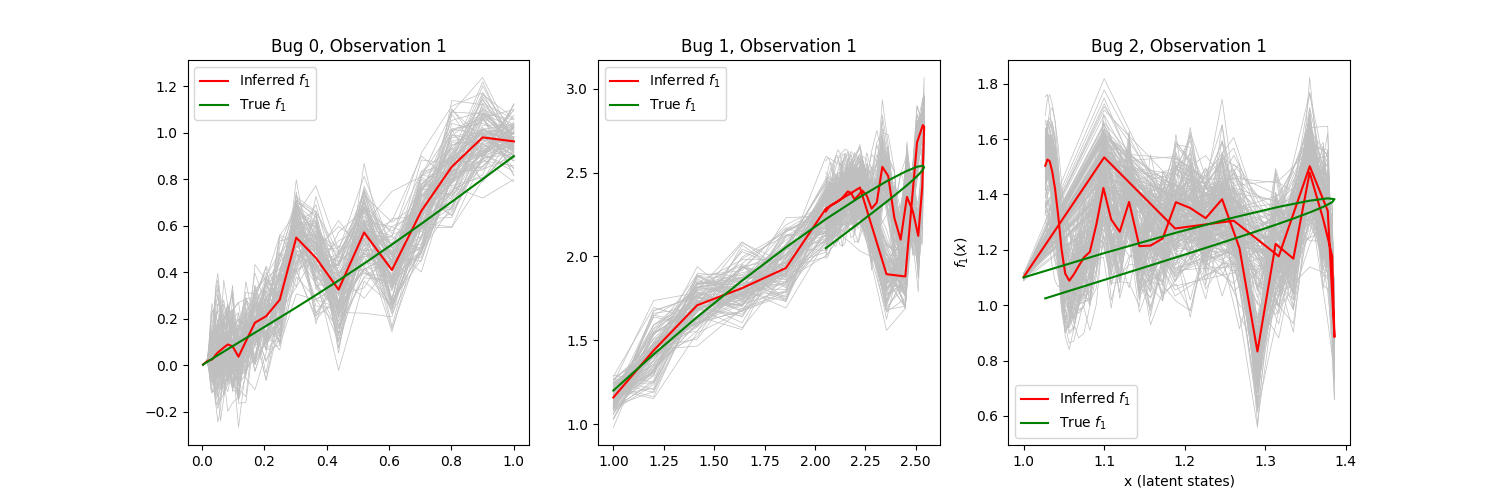 Bug 0, Observation 1
Inferred f₁
True f₁
1.2
1.0
0.8
0.6
0.4
0.2
0.0
−0.2
0.0 0.2 0.4 0.6 0.8 1.0
Bug 1, Observation 1
Inferred f₁
True f₁
3.0
2.5
2.0
1.5
1.0
1.00 1.25 1.50 1.75 2.00 2.25 2.50
Bug 2, Observation 1
1.8
1.6
1.4
1.2
1.0
0.8
0.6
f₁(x)
Inferred f₁
True f₁
1.0 1.1 1.2 1.3 1.4
x (latent states)